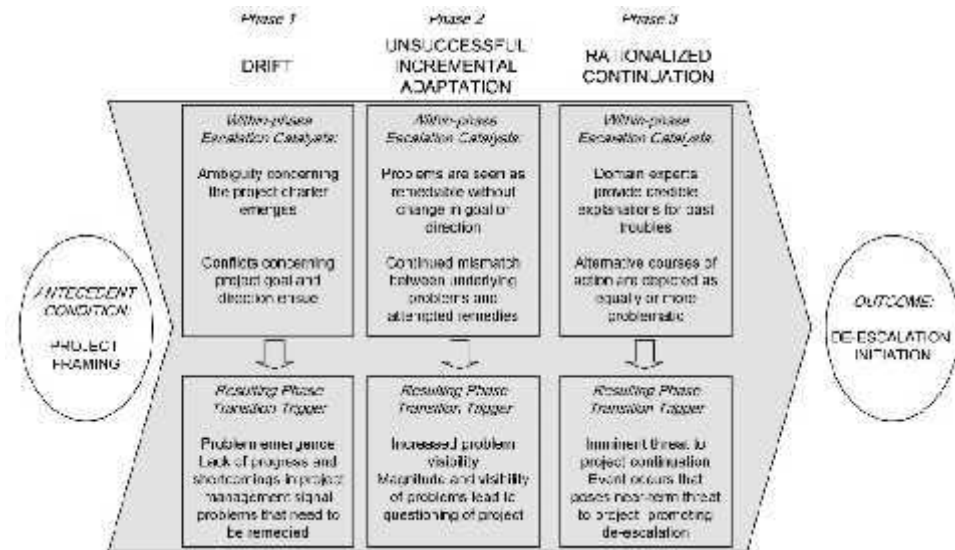 Phase 1
DRIFT
Phase 2
UNSUCCESSFUL
INCREMENTAL
ADAPTATION
Phase 3
RATIONALIZED
CONTINUATION
ANTECEDENT
CONDITION:
PROJECT
FRAMING
Within-phase
Escalation Catalysts:
Ambiguity concerning
the project charter
emerges
Conflicts concerning
project goal and
direction ensue
Resulting Phase
Transition Trigger
Problem emergence
Lack of progress and
shortcomings in project
management signal
problems that need to
be remedied
Within-phase
Escalation Catalysts:
Problems are seen as
remediable without
change in goal or
direction
Continued mismatch
between underlying
problems and
attempted remedies
Resulting Phase
Transition Trigger
Increased problem
visibility
Magnitude and visibility
of problems lead to
questioning of project
Within-phase
Escalation Catalysts:
Domain experts
provide credible
explanations for past
troubles
Alternative courses of
action are depicted as
equally or more
problematic
Resulting Phase
Transition Trigger
Imminent threat to
project continuation
Event occurs that
poses near-term threat
to project, promoting
de-escalation
OUTCOME:
DE-ESCALATION
INITIATION